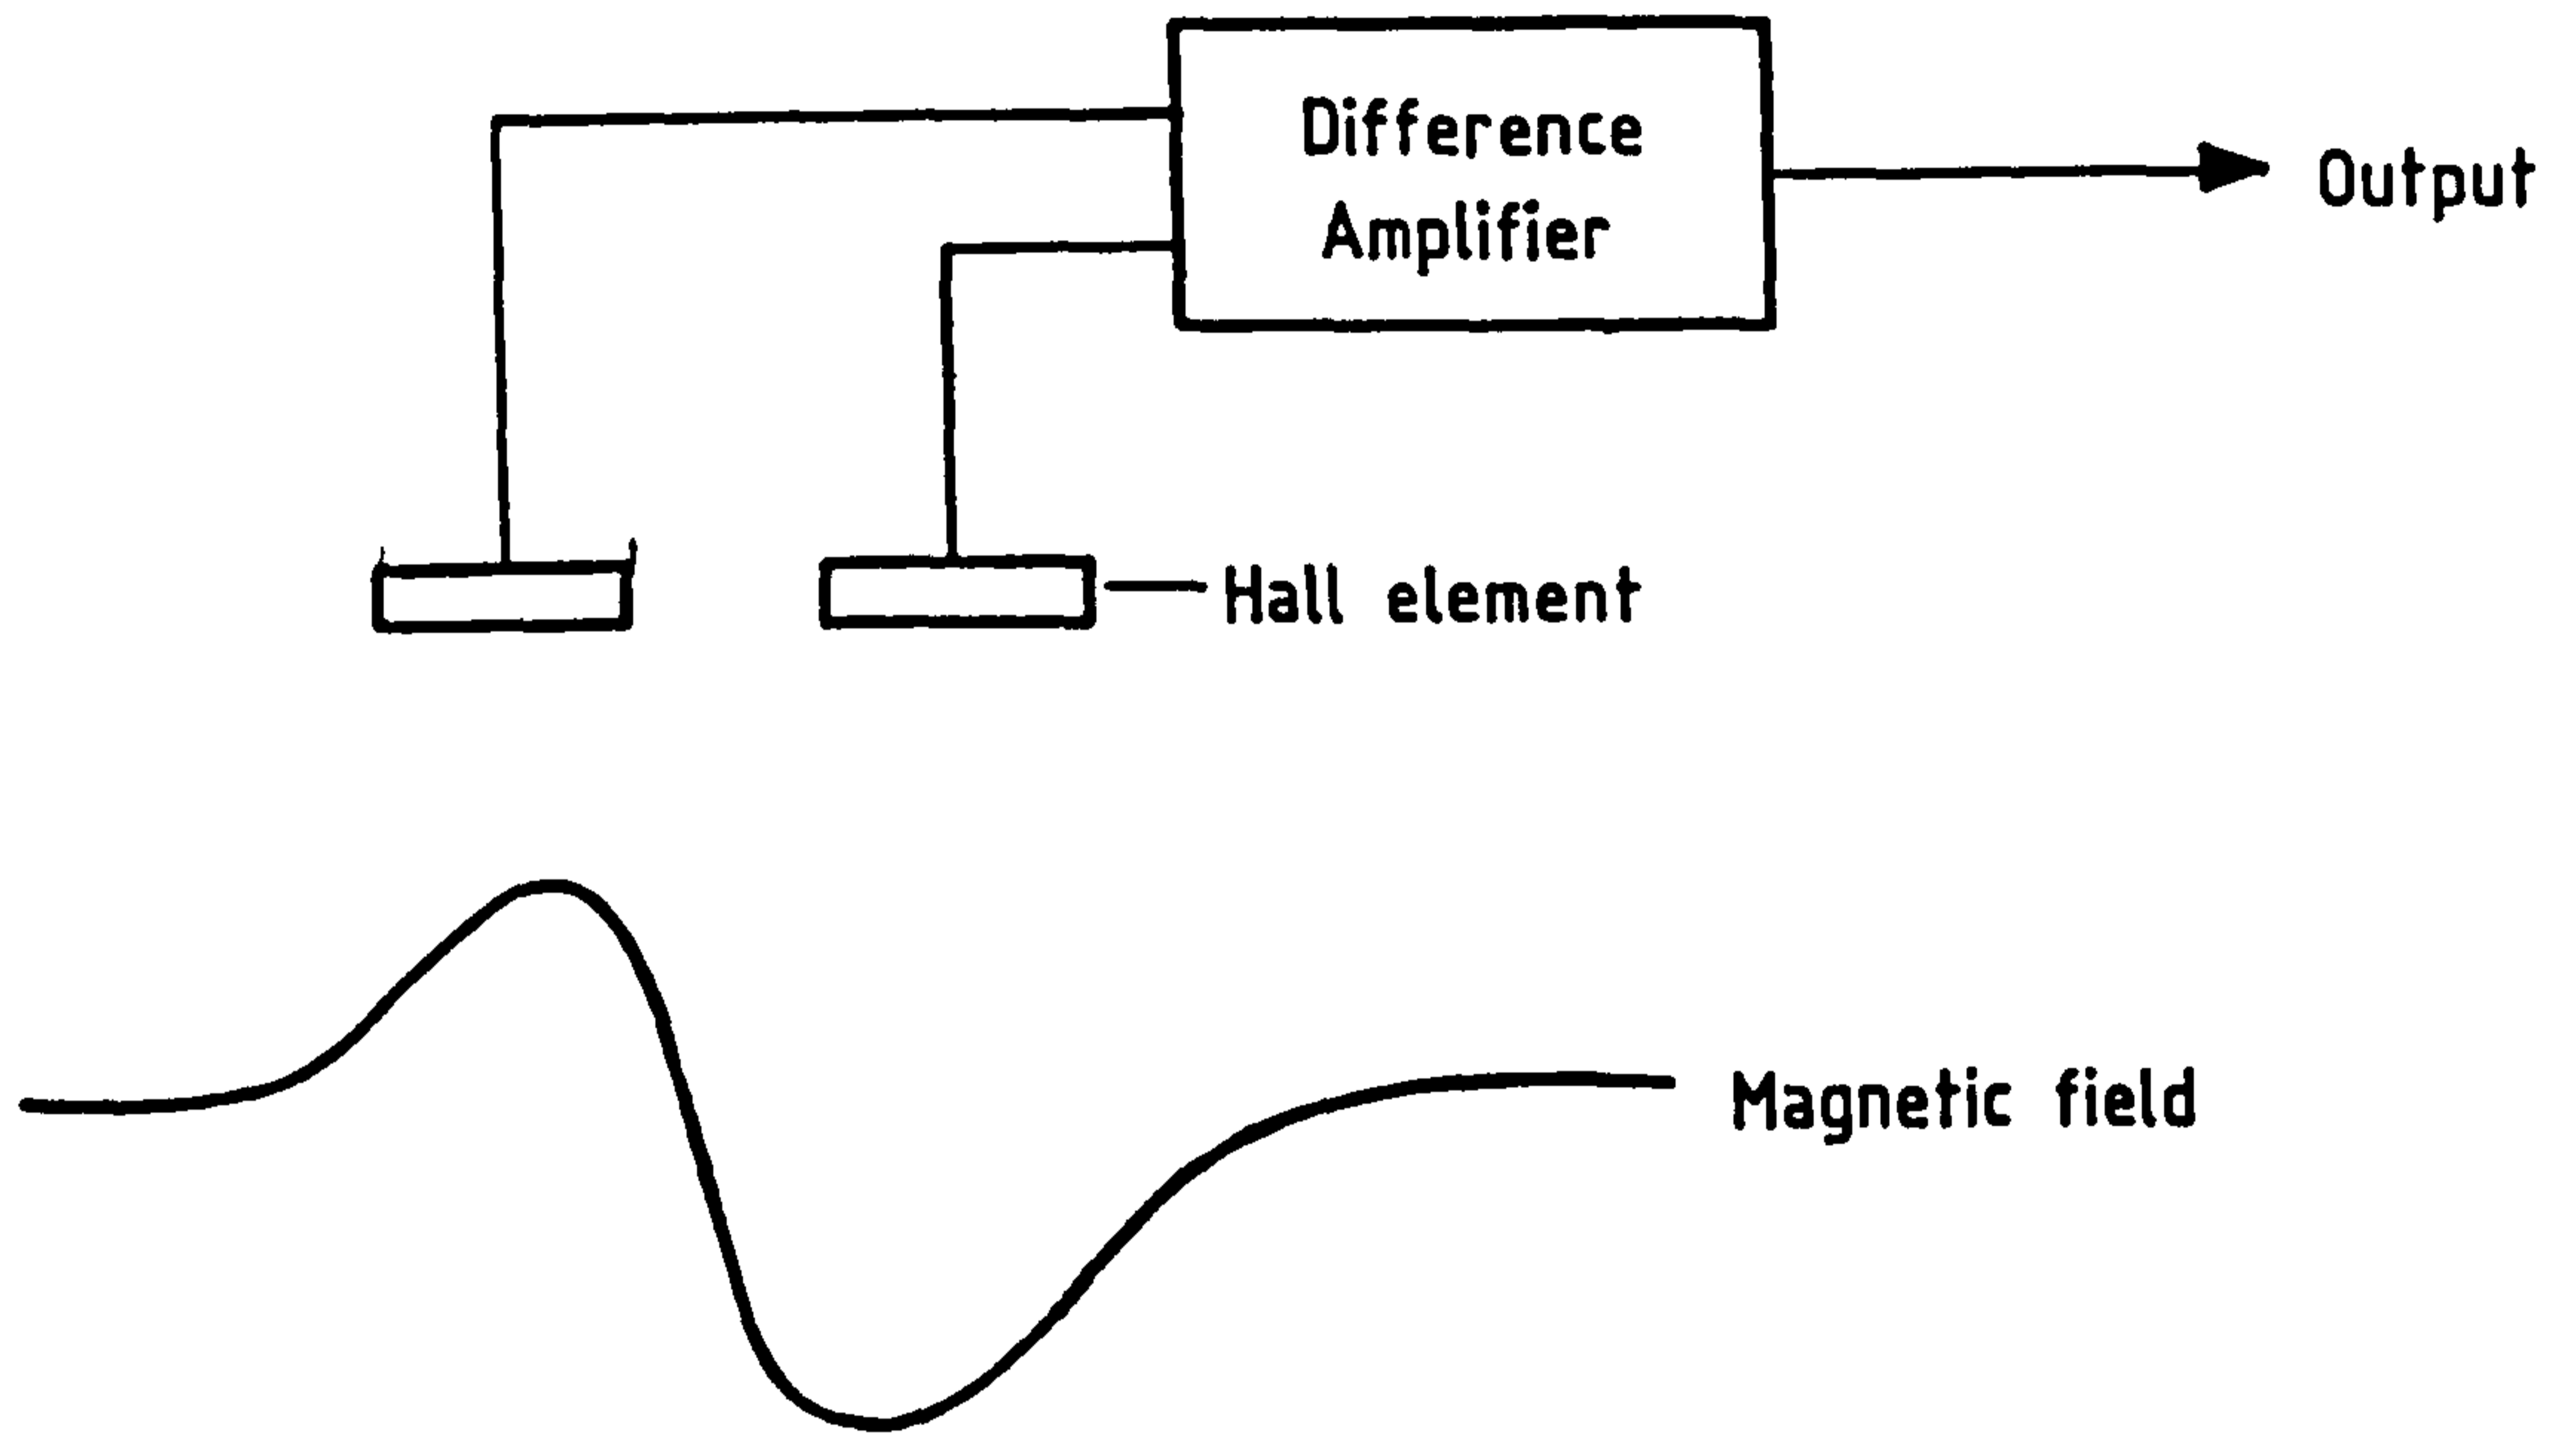 Difference
Amplifier
Output
Hall element
Magnetic field